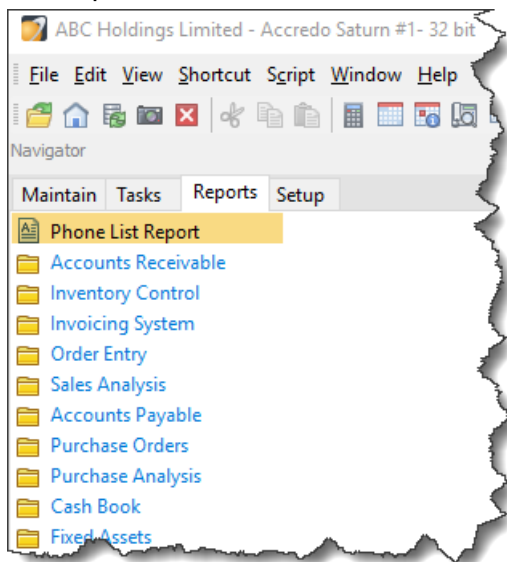 ABC Holdings Limited - Accredo Saturn #1- 32 bit
File Edit View Shortcut Script Window Help
Navigator
Maintain Tasks Reports Setup
Phone List Report
Accounts Receivable
Inventory Control
Invoicing System
Order Entry
Sales Analysis
Accounts Payable
Purchase Orders
Purchase Analysis
Cash Book
Fixed Assets